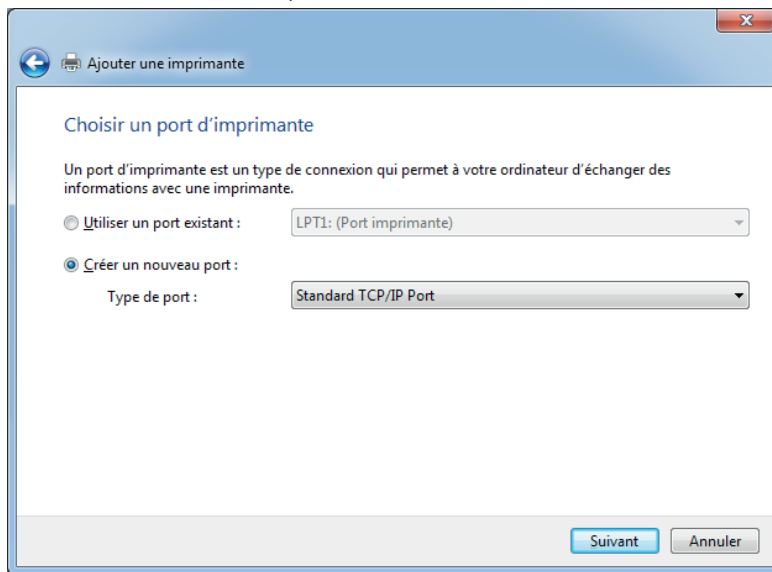 Ajouter une imprimante
Choisir un port d'imprimante
Un port d'imprimante est un type de connexion qui permet à votre ordinateur d'échanger des
informations avec une imprimante.
Utiliser un port existant :
LPT1: (Port imprimante)
Créer un nouveau port :
Type de port :
Standard TCP/IP Port
Suivant
Annuler